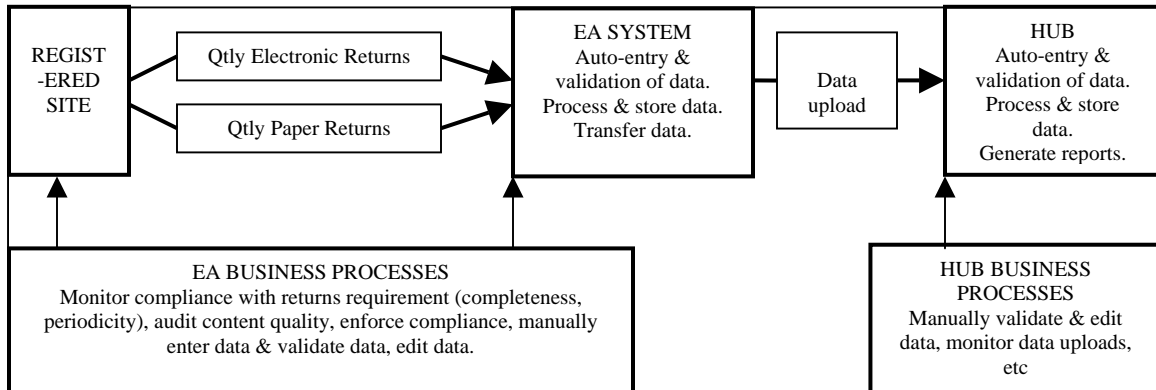 REGIST
-ERED
SITE
Qtly Electronic Returns
Qtly Paper Returns
EA SYSTEM
Auto-entry &
validation of data.
Process & store data.
Transfer data.
Data
upload
HUB
Auto-entry &
validation of data.
Process & store
data.
Generate reports.
EA BUSINESS PROCESSES
Monitor compliance with returns requirement (completeness,
periodicity), audit content quality, enforce compliance, manually
enter data & validate data, edit data.
HUB BUSINESS
PROCESSES
Manually validate & edit
data, monitor data uploads,
etc